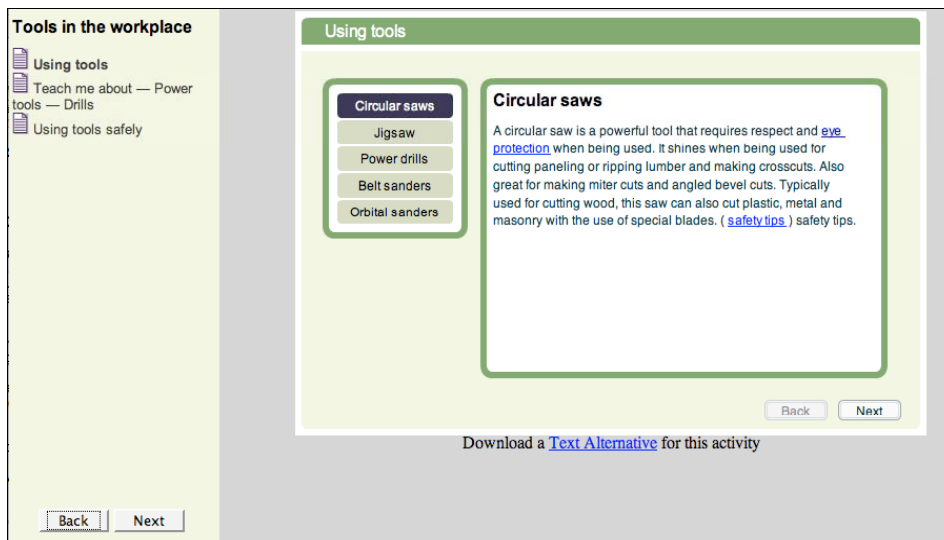 Tools in the workplace
Using tools
Teach me about — Power
tools — Drills
Using tools safely
Back
Next
Using tools
Circular saws
Jigsaw
Power drills
Belt sanders
Orbital sanders
Circular saws
A circular saw is a powerful tool that requires respect and eye
protection when being used. It shines when being used for
cutting paneling or ripping lumber and making crosscuts. Also
great for making miter cuts and angled bevel cuts. Typically
used for cutting wood, this saw can also cut plastic, metal and
masonry with the use of special blades. ( safety tips ) safety tips.
Back
Next
Download a Text Alternative for this activity